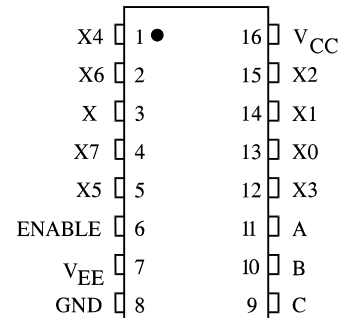 X4 1 16 VCC
X6 2 15 X2
X 3 14 X1
X7 4 13 X0
X5 5 12 X3
ENABLE 6 11 A
VEE 7 10 B
GND 8 9 C